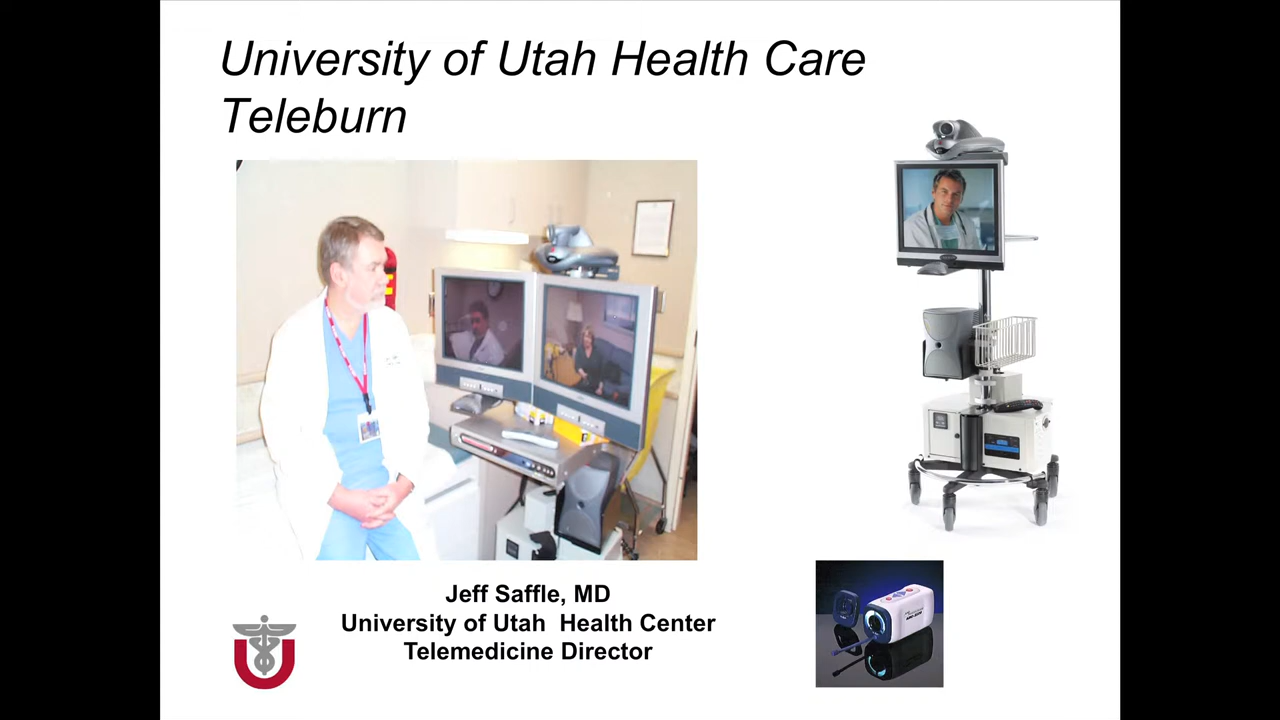 University of Utah Health Care
Teleburn
Jeff Saffle, MD
University of Utah  Health Center
Telemedicine Director
U